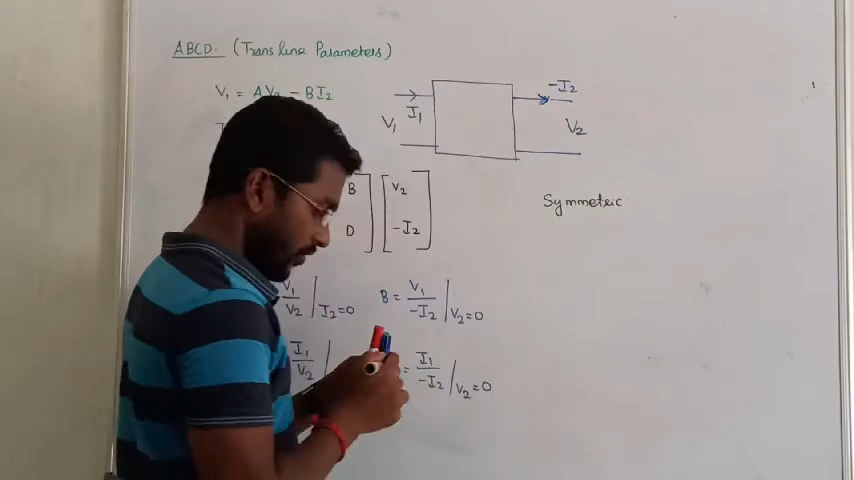 ABCD. (Trans line Parameters)
V1 = AV2 - BI2
-I2
I1
V1
V2
B
V2
D
-I2
Symmetric
V1/V2 | I2=0
B = V1/-I2 | V2=0
I1/V2 |
= I1/-I2 | V2=0